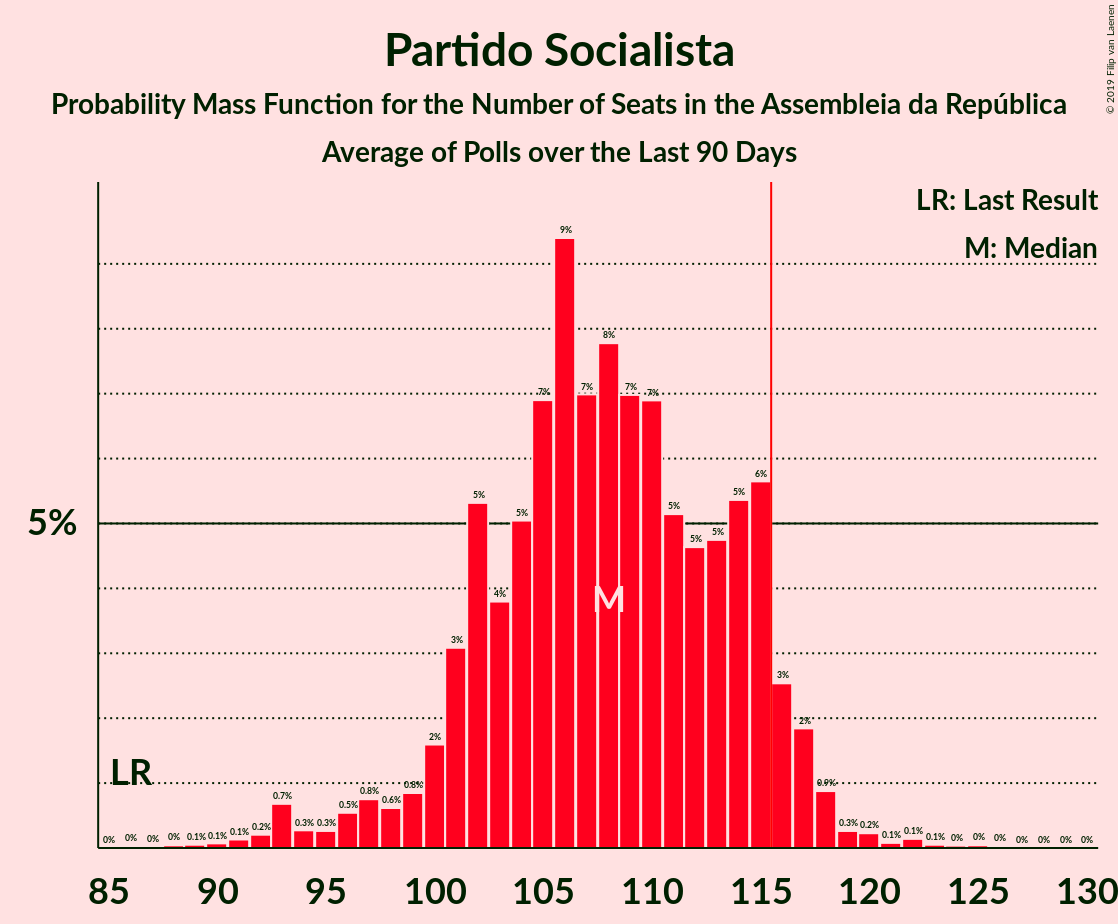 Partido Socialista
Probability Mass Function for the Number of Seats in the Assembleia da República
Average of Polls over the Last 90 Days
© 2019 Filip van Laenen
LR: Last Result
M: Median
5%
LR
M
0% 0% 0% 0% 0.1% 0.1% 0.1% 0.2% 0.7% 0.3% 0.3% 0.5% 0.8% 0.6% 0.8% 2% 3% 5% 4% 5% 7% 9% 7% 8% 7% 7% 5% 5% 5% 5% 6% 3% 2% 0.9% 0.3% 0.2% 0.1% 0.1% 0.1% 0% 0% 0% 0% 0% 0% 0%
85 90 95 100 105 110 115 120 125 130